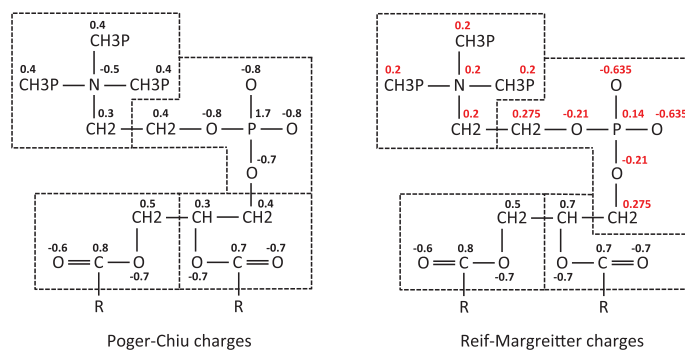 0.4
CH3P
0.4 -0.5 0.4
CH3P N CH3P
-0.8
O
0.3 0.4 -0.8 1.7 -0.8
CH2 CH2 O P O
-0.7
O
0.5 0.3 0.4
CH2 CH CH2
-0.6 0.8 0.7 -0.7
O C O O C O
-0.7 -0.7
R R
Poger-Chiu charges
0.2
CH3P
0.2 0.2 0.2
CH3P N CH3P
-0.635
O
0.2 0.275 -0.21 0.14 -0.635
CH2 CH2 O P O
-0.21
O
0.5 0.7 0.275
CH2 CH CH2
-0.6 0.8 0.7 -0.7
O C O O C O
-0.7 -0.7
R R
Reif-Margreitter charges